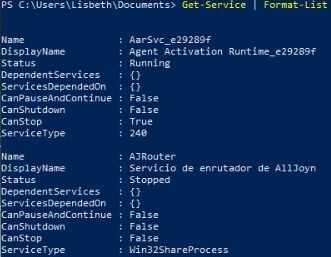 PS C:\Users\Lisbeth\Documents> Get-Service | Format-List
Name : AarSvc_e29289f
DisplayName : Agent Activation Runtime_e29289f
Status : Running
DependentServices : {}
ServicesDependedOn : {}
CanPauseAndContinue : False
CanShutdown : False
CanStop : True
ServiceType : 240
Name : AJRouter
DisplayName : Servicio de enrutador de AllJoyn
Status : Stopped
DependentServices : {}
ServicesDependedOn : {}
CanPauseAndContinue : False
CanShutdown : False
CanStop : False
ServiceType : Win32ShareProcess